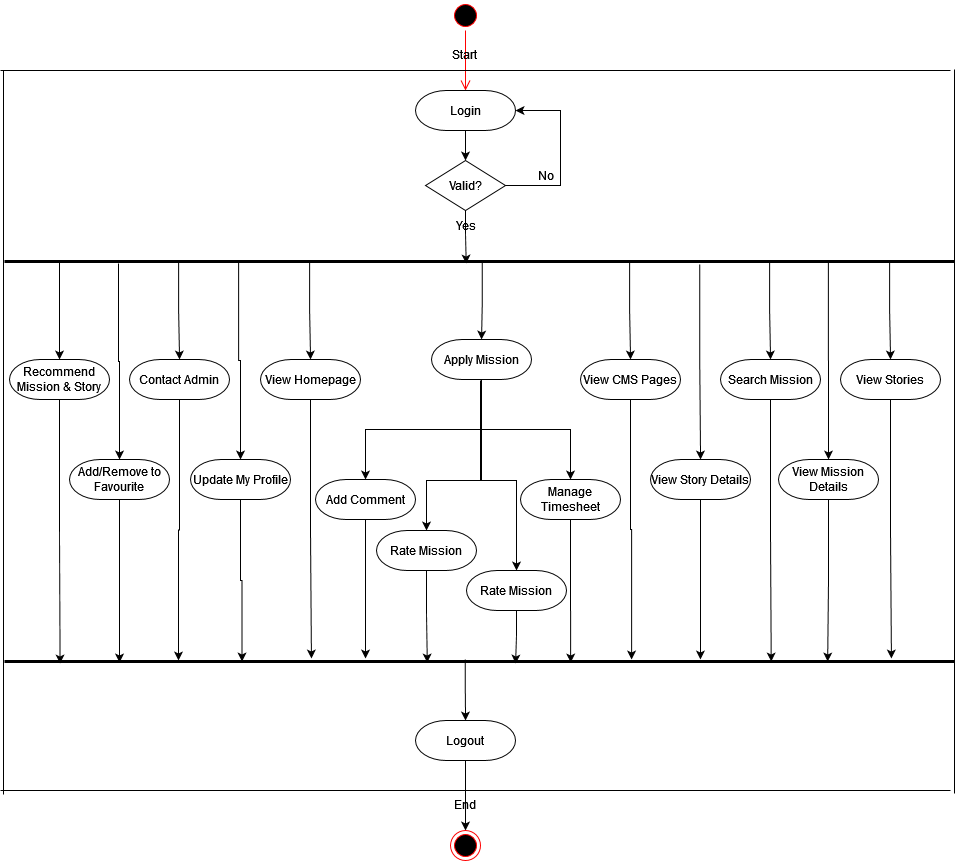 Start
Login
Valid?
No
Yes
Apply Mission
Recommend
Mission & Story
Contact Admin
View Homepage
View CMS Pages
Search Mission
View Stories
Add/Remove to
Favourite
Update My Profile
Add Comment
Manage
Timesheet
View Story Details
View Mission
Details
Rate Mission
Rate Mission
Logout
End